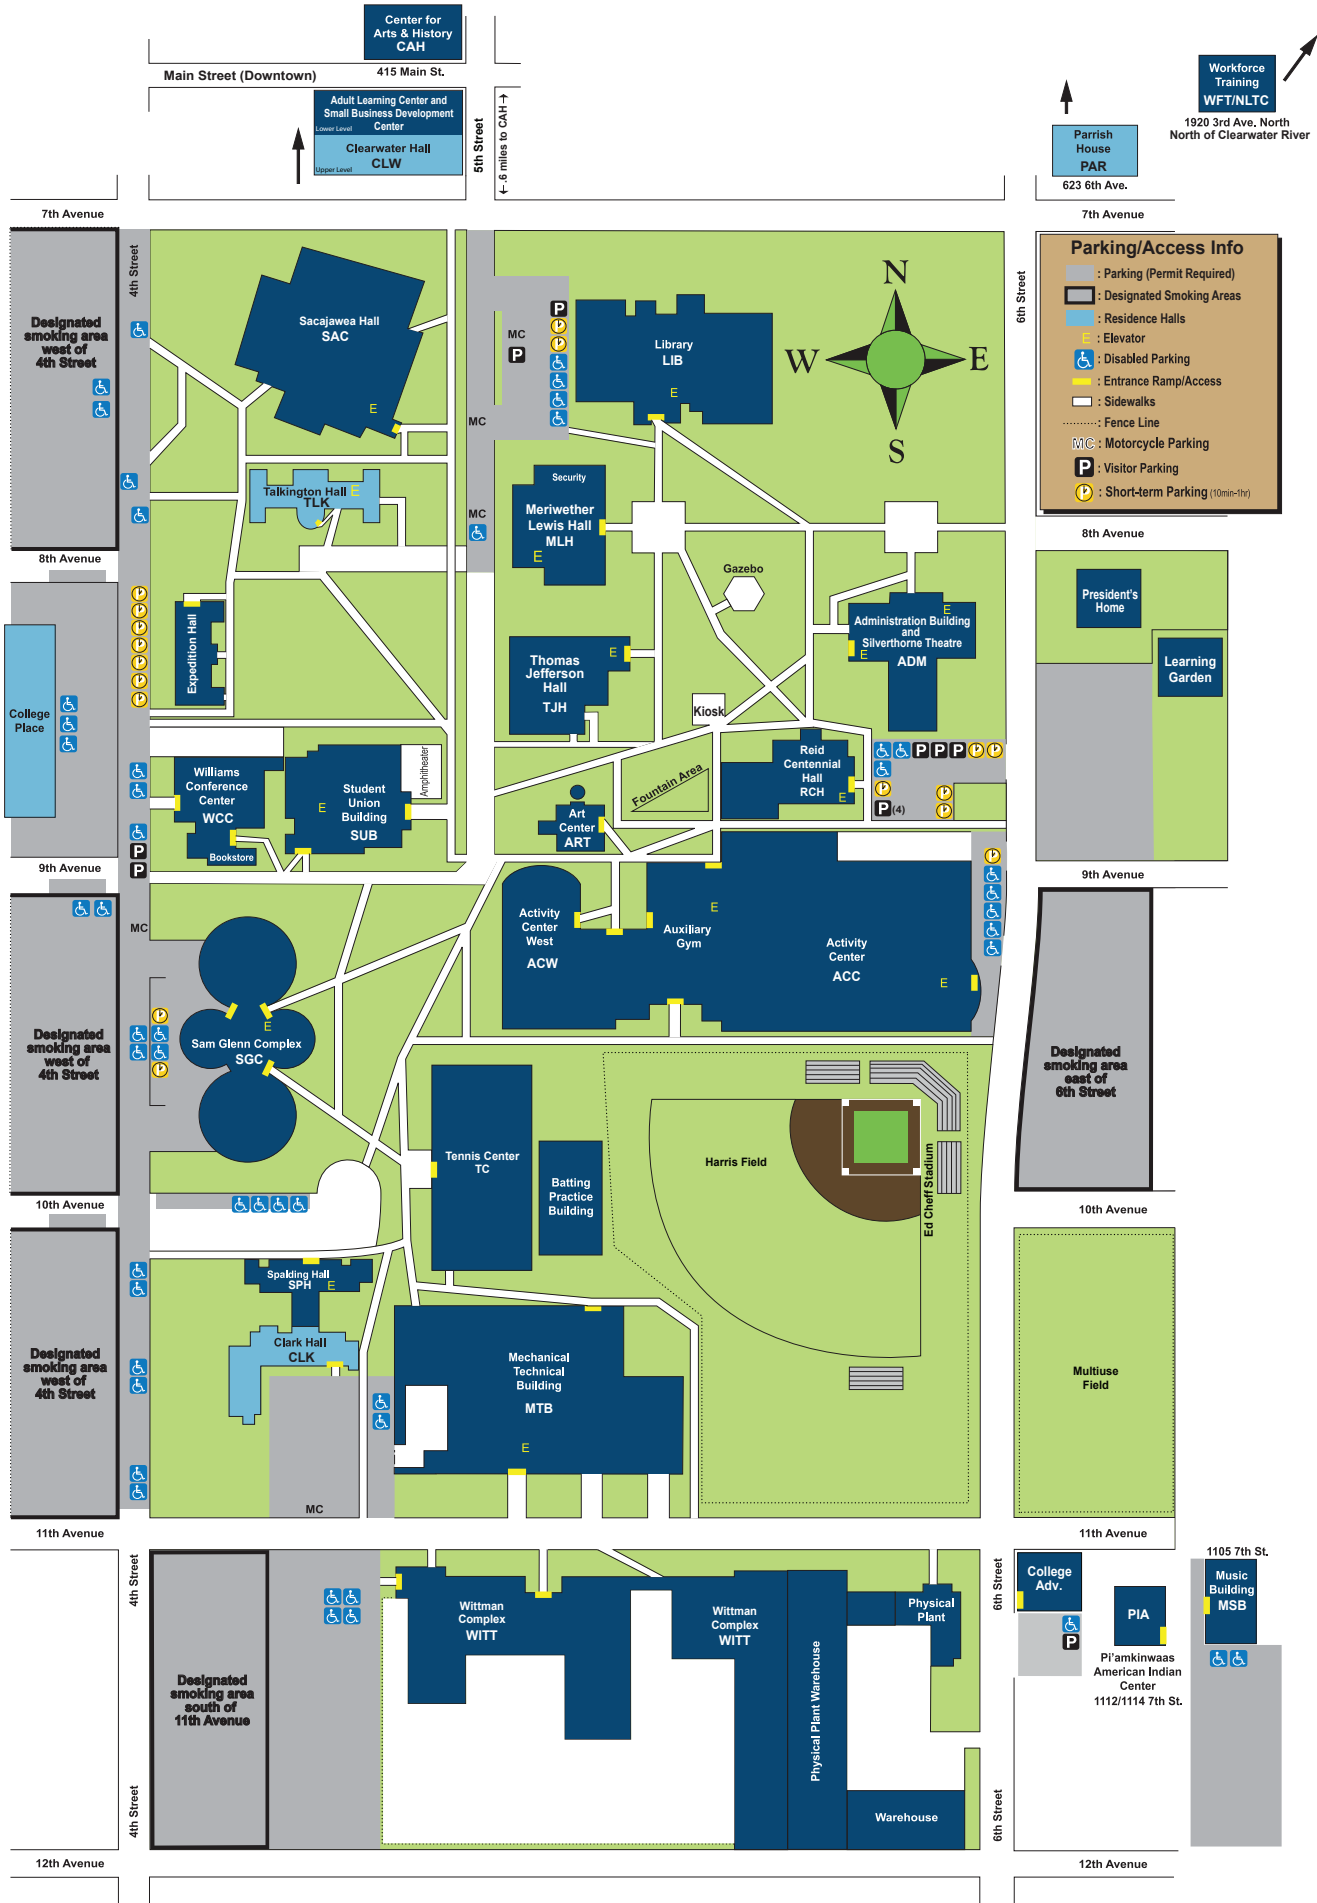 Center for
Arts & History
CAH
415 Main St.
Main Street (Downtown)
Adult Learning Center and
Small Business Development
Center
Lower Level
Clearwater Hall
CLW
Upper Level
5th Street
.6 miles to CAH
Workforce
Training
WFT/NLTC
1920 3rd Ave. North
North of Clearwater River
Parrish
House
PAR
623 6th Ave.
7th Avenue
7th Avenue
4th Street
6th Street
Designated
smoking area
west of
4th Street
Sacajawea Hall
SAC
E
MC
P
P
Library
LIB
E
MC
N
W
E
S
Parking/Access Info
: Parking (Permit Required)
: Designated Smoking Areas
: Residence Halls
E : Elevator
: Disabled Parking
: Entrance Ramp/Access
: Sidewalks
: Fence Line
MC : Motorcycle Parking
P : Visitor Parking
: Short-term Parking (10min-1hr)
Talkington Hall E
TLK
MC
Security
Meriwether
Lewis Hall
MLH
E
8th Avenue
8th Avenue
Gazebo
Expedition Hall
Thomas
Jefferson
Hall
TJH
E
E
Administration Building
and
Silverthorne Theatre
E
ADM
President's
Home
Learning
Garden
College
Place
Kiosk
Williams
Conference
Center
WCC
Bookstore
Student
Union
Building
SUB
E
Amphitheater
Fountain Area
Reid
Centennial
Hall
RCH
E
P P P
P (4)
Art
Center
ART
P
P
9th Avenue
9th Avenue
MC
Activity
Center
West
ACW
E
Auxiliary
Gym
Activity
Center
ACC
E
Designated
smoking area
west of
4th Street
E
Sam Glenn Complex
SGC
Designated
smoking area
east of
6th Street
Tennis Center
TC
Batting
Practice
Building
Harris Field
Ed Cheff Stadium
10th Avenue
10th Avenue
Designated
smoking area
west of
4th Street
Spalding Hall
SPH
E
Clark Hall
CLK
Mechanical
Technical
Building
MTB
E
Multiuse
Field
MC
11th Avenue
11th Avenue
4th Street
6th Street
1105 7th St.
College
Adv.
P
PIA
Pi'amkinwaas
American Indian
Center
1112/1114 7th St.
Music
Building
MSB
Wittman
Complex
WITT
Wittman
Complex
WITT
Physical
Plant
Physical Plant Warehouse
Warehouse
Designated
smoking area
south of
11th Avenue
4th Street
6th Street
12th Avenue
12th Avenue